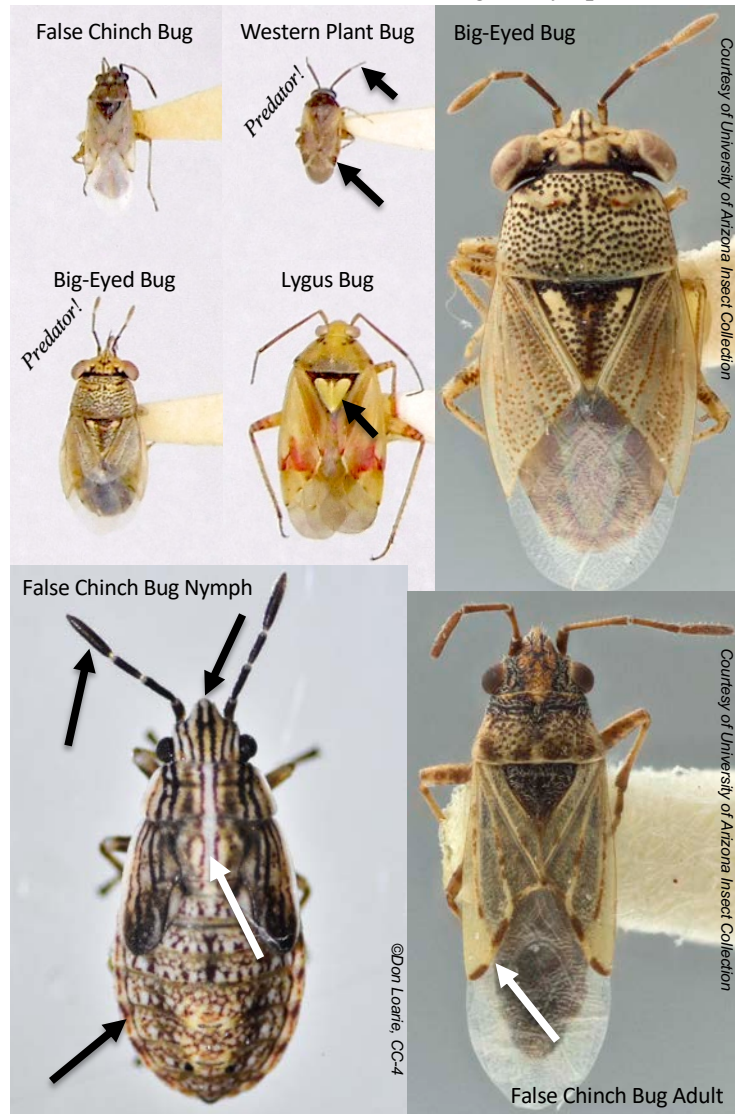 False Chinch Bug
Western Plant Bug
Predator!
Big-Eyed Bug
Courtesy of University of Arizona Insect Collection
Big-Eyed Bug
Predator!
Lygus Bug
False Chinch Bug Nymph
©Don Loarie, CC-4
Courtesy of University of Arizona Insect Collection
False Chinch Bug Adult